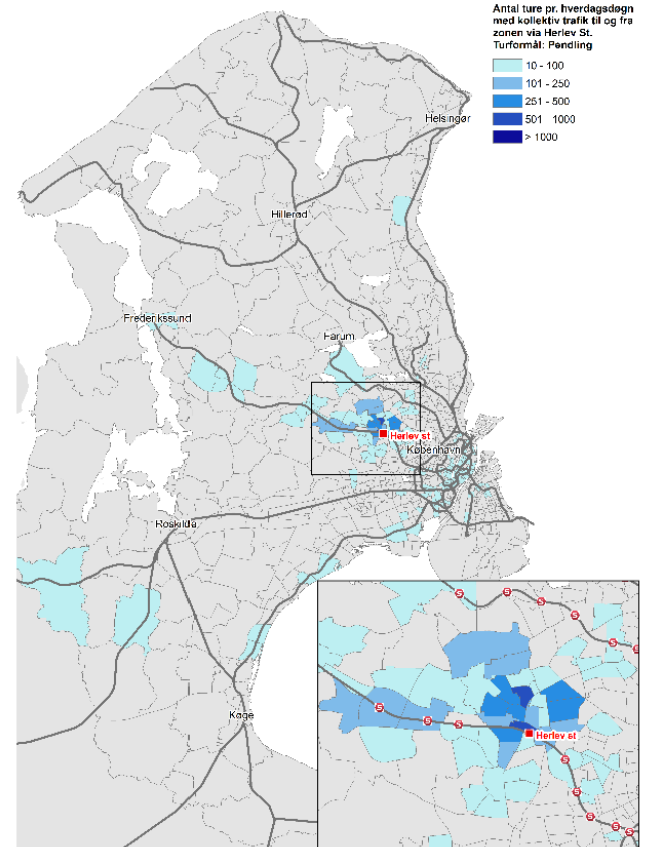 Antal ture pr. hverdagsdøgn
med kollektiv trafik til og fra
zonen via Herlev St.
Turformål: Pendling
10 - 100
101 - 250
251 - 500
501 - 1000
> 1000
Helsingør
Hillerød
Frederikssund
Farum
Herlev st
København
Roskilde
Køge
S
S
S
S
S
S
S
S
S
S
S
S
S
S
Herlev st